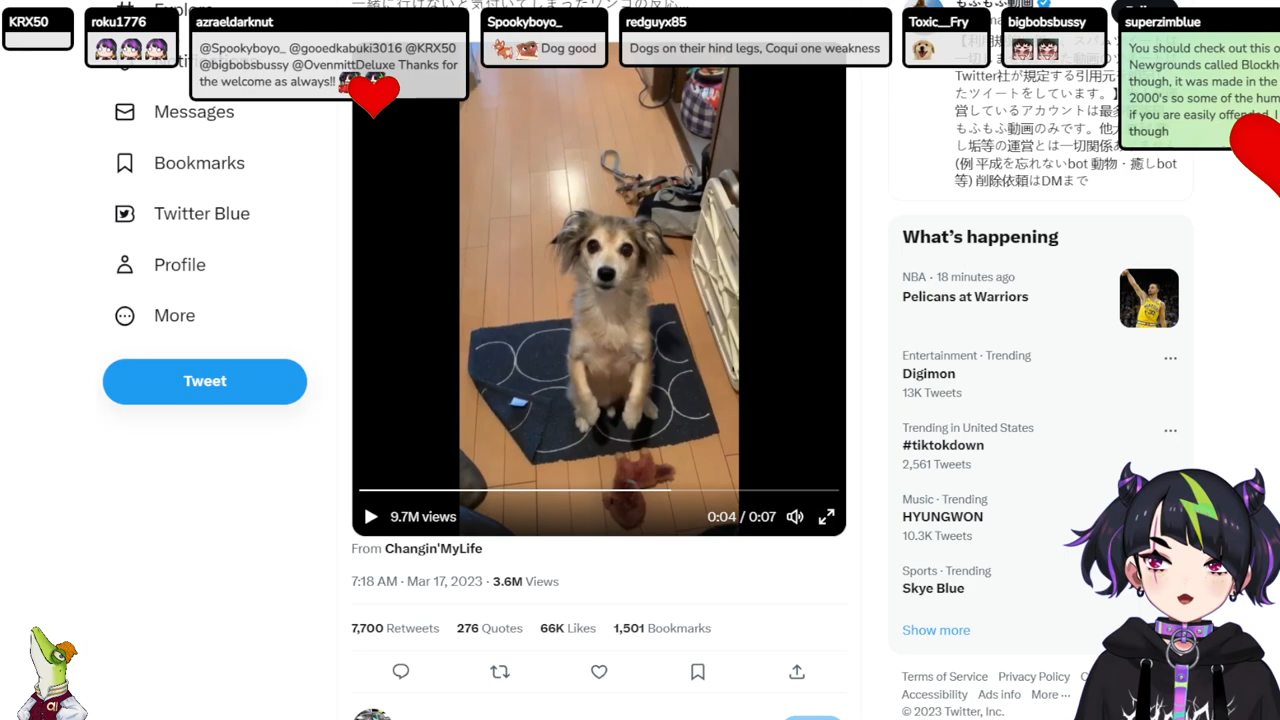 KRX50
roku1776
azraeldarknut
@Spookyboyo_ @gooedkabuki3016 @KRX50
@bigbobsbussy @OversmittDeluxe Thanks for
the welcome as always!!
Spookyboyo_
Dog good
redguyx85
Dogs on their hind legs, Coqui one weakness
Toxic__Fry
bigbobsbussy
superzimblue
You should check out this
Newgrounds called
though, it was made in the
2000's so some of the
if you are easily
though
Messages
Bookmarks
Twitter Blue
Profile
More
Tweet
9.7M views
0:04 / 0:07
From Changin'MyLife
7:18 AM · Mar 17, 2023 · 3.6M Views
7,700 Retweets 276 Quotes 66K Likes 1,501 Bookmarks
Twitter社が規定する引用元
たツイートをしています。】
営しているアカウントは最
もふもふ動画のみです。他
し垢等の運営とは一切関係
(例 平成を忘れないbot 動物・癒しbot
等) 削除依頼はDMまで
What's happening
NBA · 18 minutes ago
Pelicans at Warriors
Entertainment · Trending
Digimon
13K Tweets
Trending in United States
#tiktokdown
2,561 Tweets
Music · Trending
HYUNGWON
10.3K Tweets
Sports · Trending
Skye Blue
Show more
Terms of Service Privacy Policy
Accessibility Ads info More ···
© 2023 Twitter, Inc.